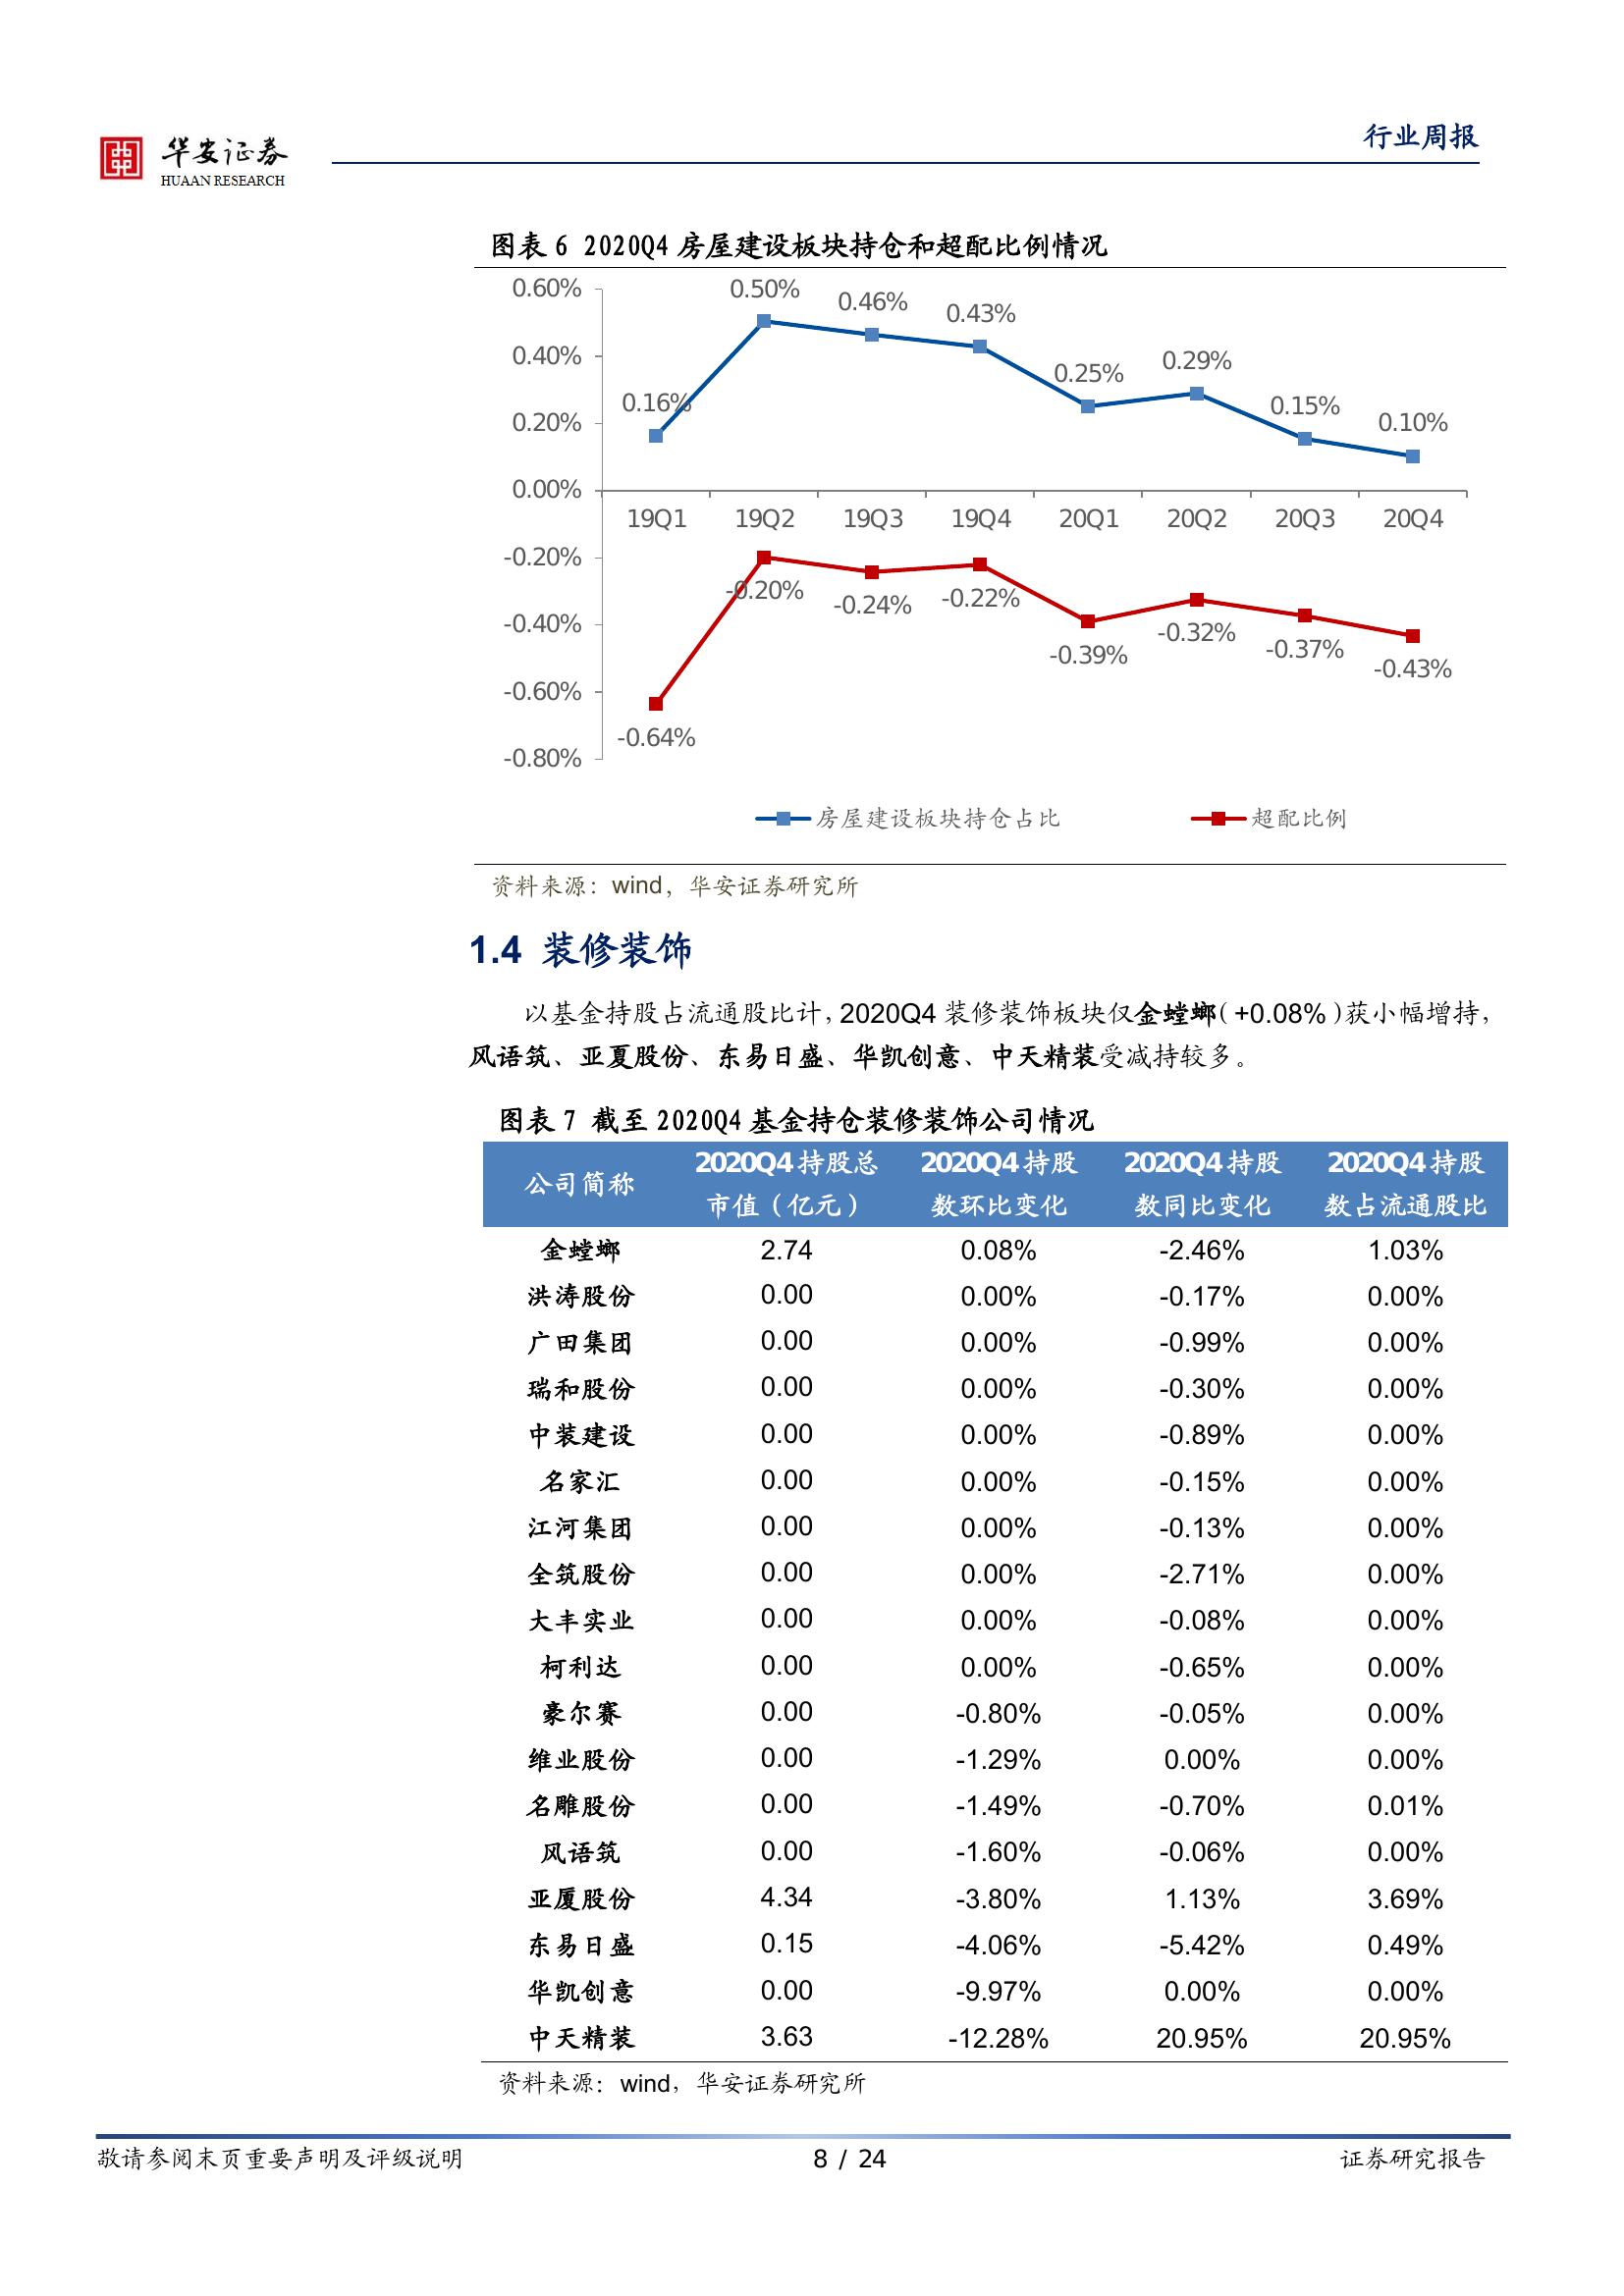 华安证券
HUAAN RESEARCH
行业周报
图表 6 2020Q4 房屋建设板块持仓和超配比例情况
0.60%
0.40%
0.20%
0.00%
-0.20%
-0.40%
-0.60%
-0.80%
0.16%
0.50%
0.46%
0.43%
0.25%
0.29%
0.15%
0.10%
19Q1 19Q2 19Q3 19Q4 20Q1 20Q2 20Q3 20Q4
-0.64%
-0.20%
-0.24%
-0.22%
-0.39%
-0.32%
-0.37%
-0.43%
房屋建设板块持仓占比 超配比例
资料来源：wind，华安证券研究所
1.4 装修装饰
以基金持股占流通股比计，2020Q4 装修装饰板块仅金螳螂（+0.08%）获小幅增持，
风语筑、亚夏股份、东易日盛、华凯创意、中天精装受减持较多。
图表 7 截至 2020Q4 基金持仓装修装饰公司情况
公司简称 2020Q4 持股总市值（亿元） 2020Q4 持股数环比变化 2020Q4 持股数同比变化 2020Q4 持股数占流通股比
金螳螂 2.74 0.08% -2.46% 1.03%
洪涛股份 0.00 0.00% -0.17% 0.00%
广田集团 0.00 0.00% -0.99% 0.00%
瑞和股份 0.00 0.00% -0.30% 0.00%
中装建设 0.00 0.00% -0.89% 0.00%
名家汇 0.00 0.00% -0.15% 0.00%
江河集团 0.00 0.00% -0.13% 0.00%
全筑股份 0.00 0.00% -2.71% 0.00%
大丰实业 0.00 0.00% -0.08% 0.00%
柯利达 0.00 0.00% -0.65% 0.00%
豪尔赛 0.00 -0.80% -0.05% 0.00%
维业股份 0.00 -1.29% 0.00% 0.00%
名雕股份 0.00 -1.49% -0.70% 0.01%
风语筑 0.00 -1.60% -0.06% 0.00%
亚厦股份 4.34 -3.80% 1.13% 3.69%
东易日盛 0.15 -4.06% -5.42% 0.49%
华凯创意 0.00 -9.97% 0.00% 0.00%
中天精装 3.63 -12.28% 20.95% 20.95%
资料来源：wind，华安证券研究所
敬请参阅末页重要声明及评级说明 8 / 24 证券研究报告